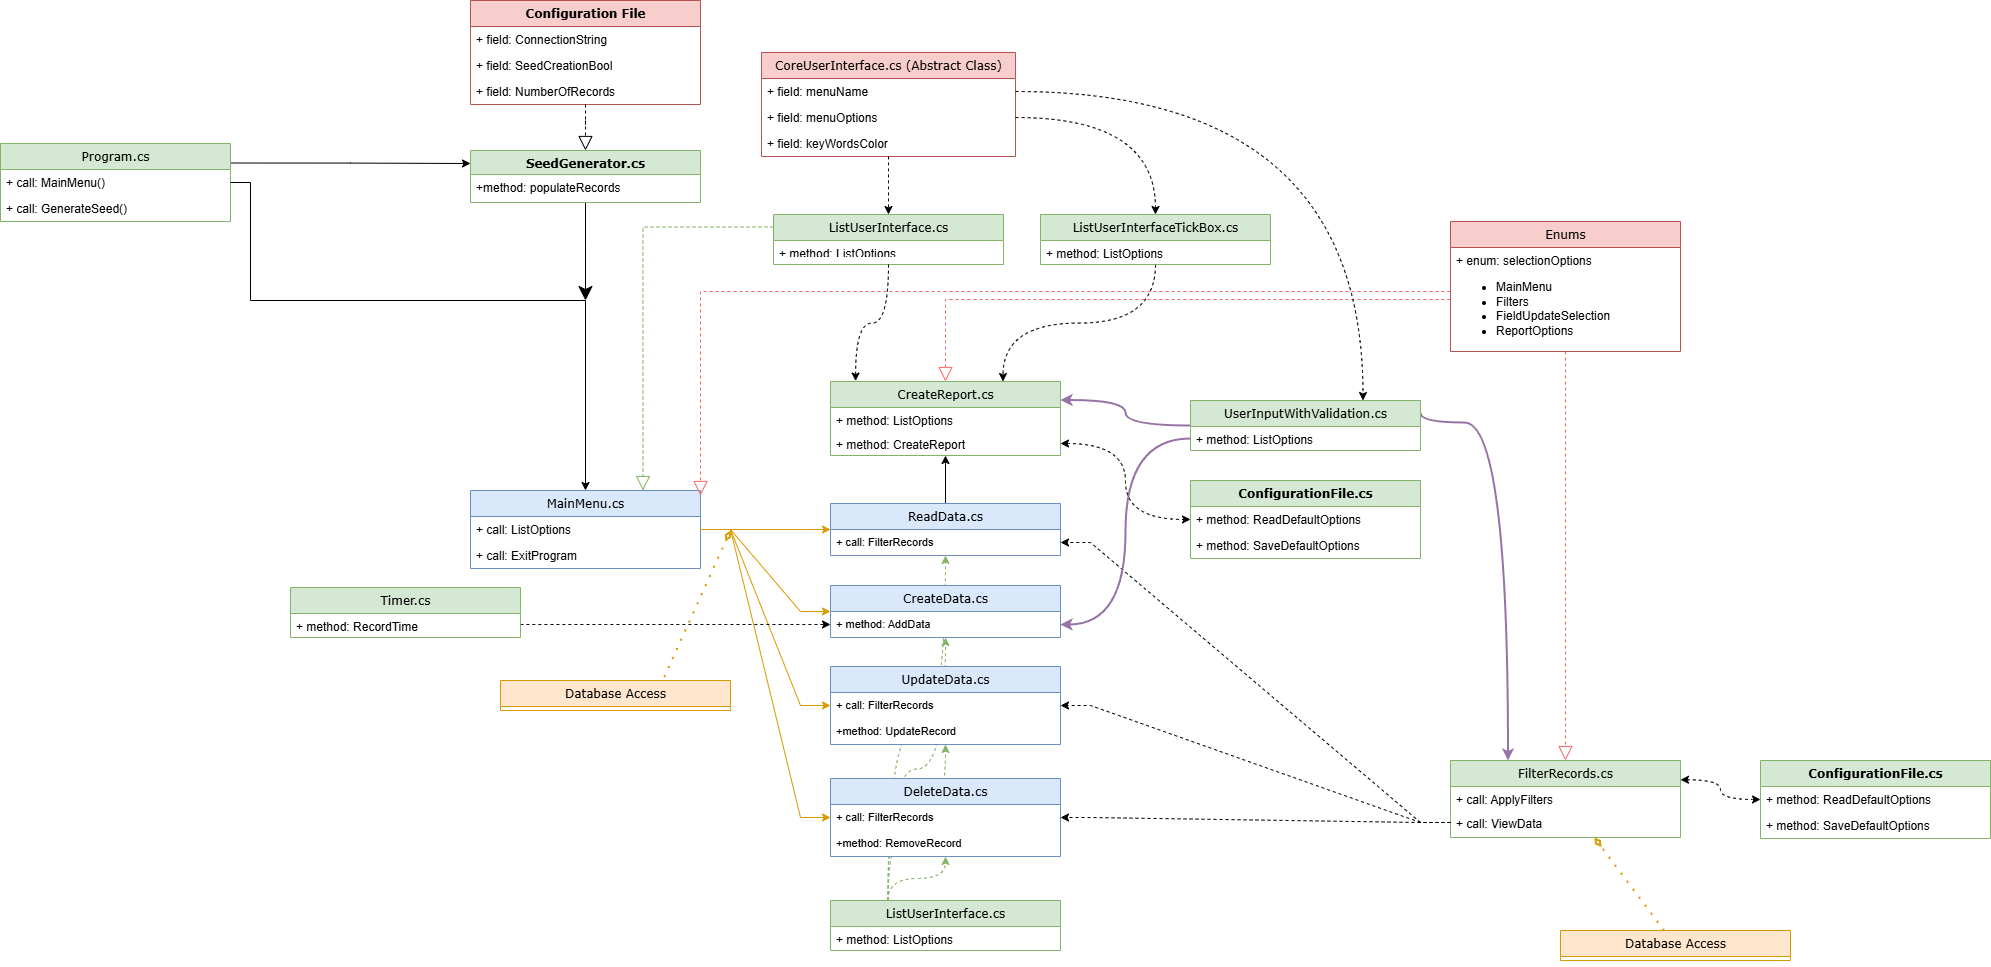 Configuration File
+ field: ConnectionString
+ field: SeedCreationBool
+ field: NumberOfRecords
CoreUserInterface.cs (Abstract Class)
+ field: menuName
+ field: menuOptions
+ field: keyWordsColor
Program.cs
+ call: MainMenu()
+ call: GenerateSeed()
SeedGenerator.cs
+method: populateRecords
ListUserInterface.cs
+ method: ListOptions
ListUserInterfaceTickBox.cs
+ method: ListOptions
Enums
+ enum: selectionOptions
• MainMenu
• Filters
• FieldUpdateSelection
• ReportOptions
CreateReport.cs
+ method: ListOptions
+ method: CreateReport
UserInputWithValidation.cs
+ method: ListOptions
ConfigurationFile.cs
+ method: ReadDefaultOptions
+ method: SaveDefaultOptions
MainMenu.cs
+ call: ListOptions
+ call: ExitProgram
ReadData.cs
+ call: FilterRecords
Timer.cs
+ method: RecordTime
CreateData.cs
+ method: AddData
Database Access
UpdateData.cs
+ call: FilterRecords
+method: UpdateRecord
DeleteData.cs
+ call: FilterRecords
+method: RemoveRecord
FilterRecords.cs
+ call: ApplyFilters
+ call: ViewData
ConfigurationFile.cs
+ method: ReadDefaultOptions
+ method: SaveDefaultOptions
ListUserInterface.cs
+ method: ListOptions
Database Access